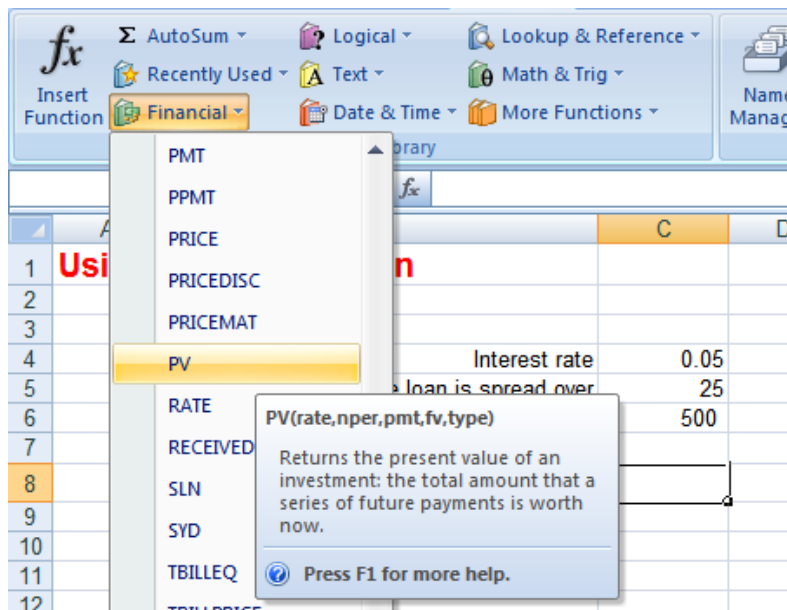 Σ AutoSum
Logical
Lookup & Reference
fx
Recently Used
Text
Math & Trig
Insert
Function
Financial
Date & Time
More Functions
PMT
fx
PPMT
C
PRICE
1 Usi n
PRICEDISC
2
PRICEMAT
3
PV
4 Interest rate 0.05
5 loan is spread over 25
6 500
RATE
7
RECEIVED
8
SLN
9
SYD
10
TBILLEQ
11
12
PV(rate,nper,pmt,fv,type)
Returns the present value of an
investment: the total amount that a
series of future payments is worth
now.
Press F1 for more help.